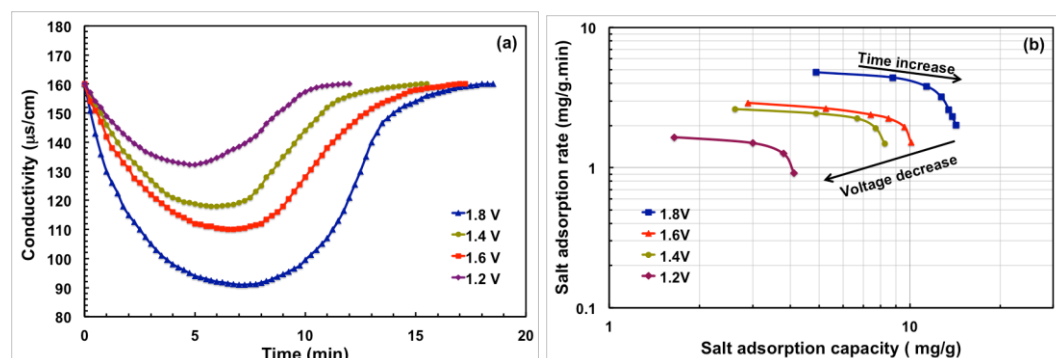 (a)
180
170
160
150
140
130
120
110
100
90
80
Conductivity (µs/cm)
1.8 V
1.4 V
1.6 V
1.2 V
0 5 10 15 20
Time (min)
(b)
10
1
0.1
Salt adsorption rate (mg/g.min)
Time increase
Voltage decrease
1.8V
1.6V
1.4V
1.2V
1 10
Salt adsorption capacity ( mg/g)